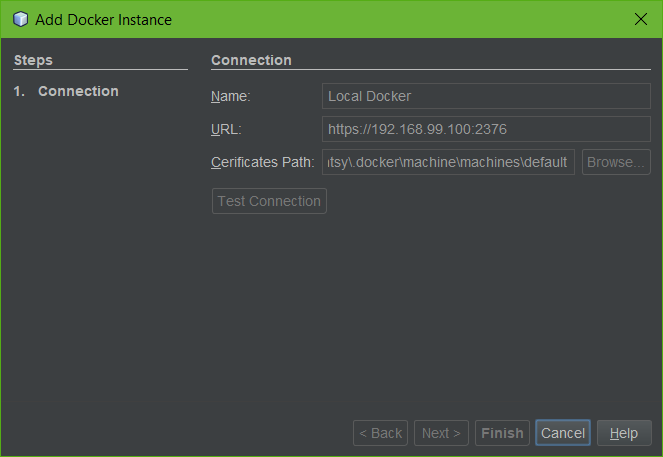 Add Docker Instance
Steps
Connection
1. Connection
Name: Local Docker
URL: https://192.168.99.100:2376
Cerificates Path: \.docker\machine\machines\default Browse...
Test Connection
< Back Next > Finish Cancel Help